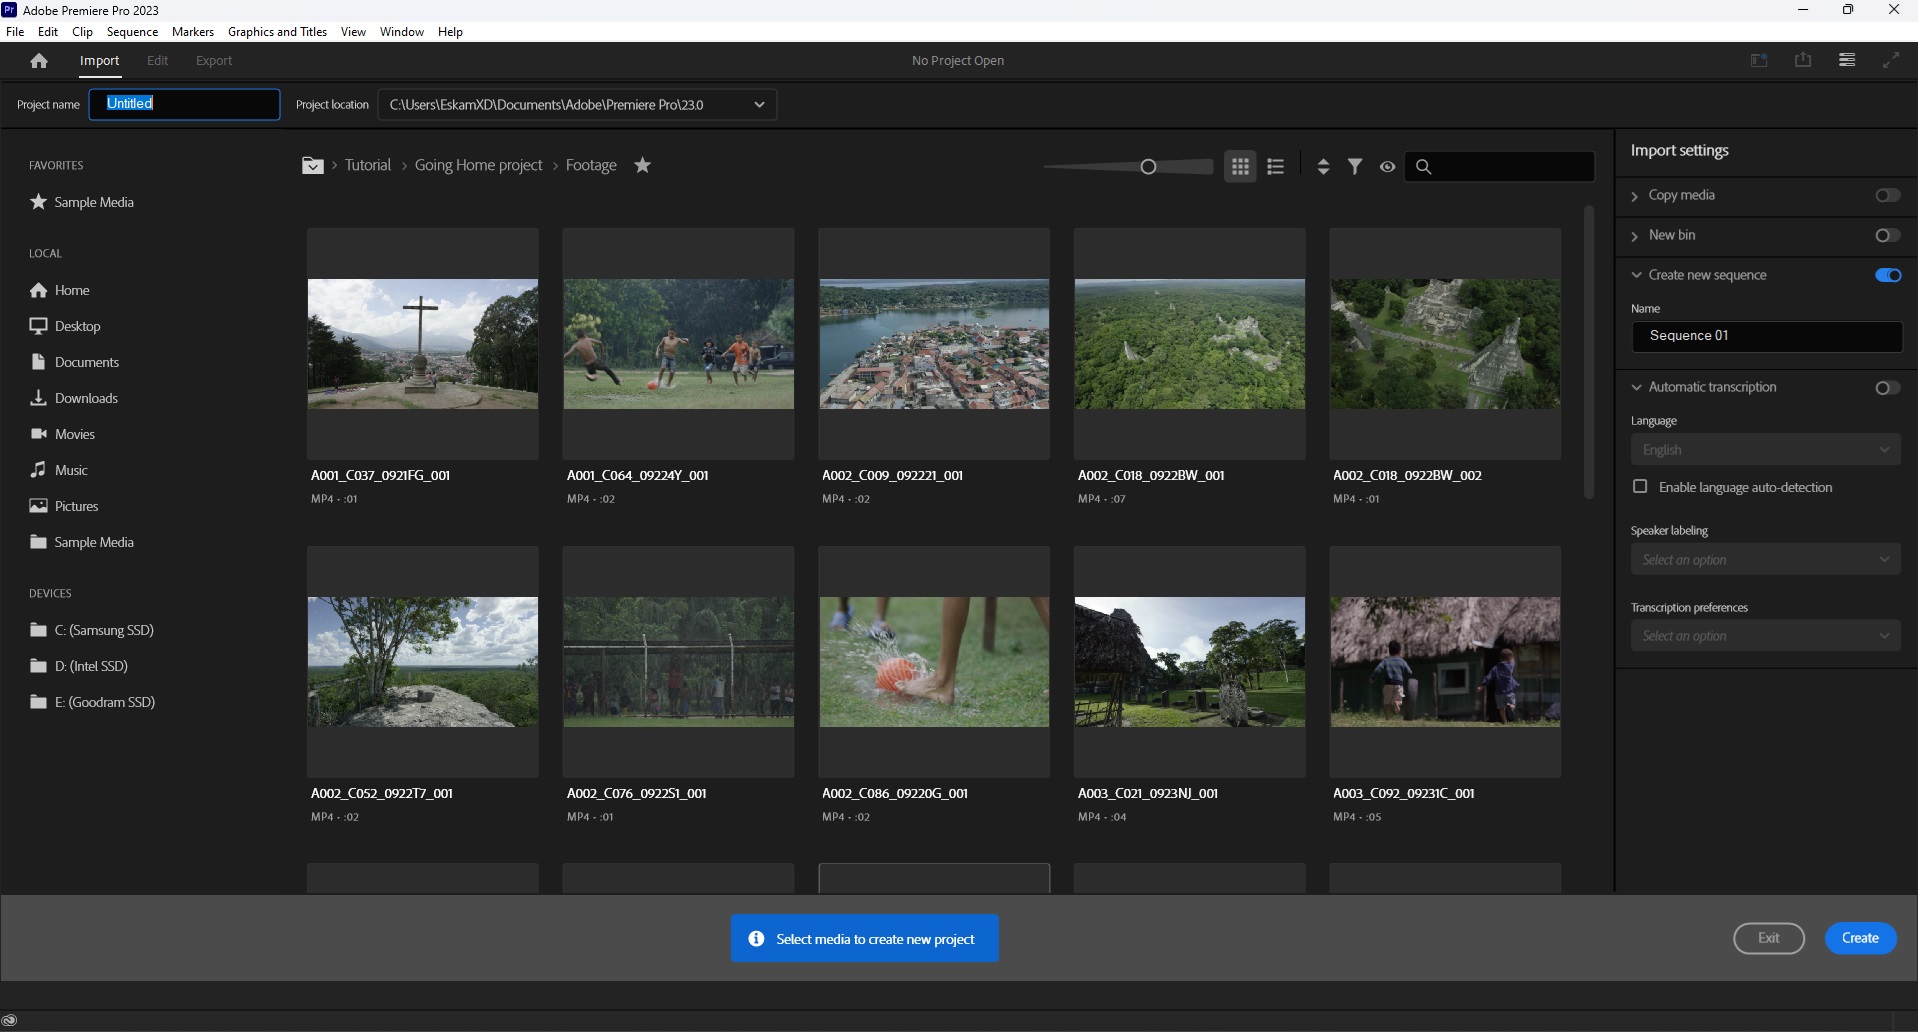 Pr Adobe Premiere Pro 2023
File Edit Clip Sequence Markers Graphics and Titles View Window Help
Import Edit Export No Project Open
Project name Untitled Project location C:\Users\EskamXD\Documents\Adobe\Premiere Pro\23.0
FAVORITES
Sample Media
LOCAL
Home
Desktop
Documents
Downloads
Movies
Music
Pictures
Sample Media
DEVICES
C: (Samsung SSD)
D: (Intel SSD)
E: (Goodram SSD)
Tutorial > Going Home project > Footage
A001_C037_0921FG_001 A001_C064_09224Y_001 A002_C009_092221_001 A002_C018_0922BW_001 A002_C018_0922BW_002
MP4 - :01 MP4 - :02 MP4 - :02 MP4 - :07 MP4 - :01
A002_C052_0922T7_001 A002_C076_0922S1_001 A002_C086_09220G_001 A003_C021_0923NJ_001 A003_C092_09231C_001
MP4 - :02 MP4 - :01 MP4 - :02 MP4 - :04 MP4 - :05
Import settings
Copy media
New bin
Create new sequence
Name
Sequence 01
Automatic transcription
Language
English
Enable language auto-detection
Speaker labeling
Select an option
Transcription preferences
Select an option
Select media to create new project
Exit Create